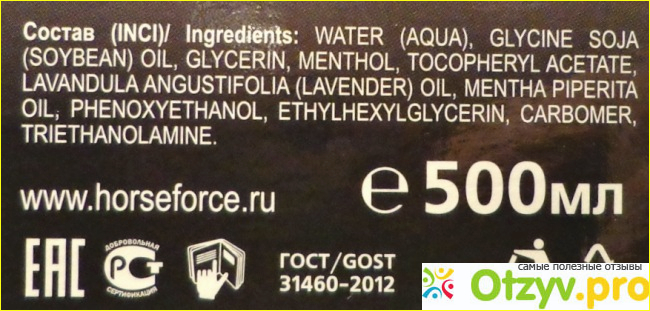 Состав (INCI)/ Ingredients: WATER (AQUA), GLYCINE SOJA
(SOYBEAN) OIL, GLYCERIN, MENTHOL, TOCOPHERYL ACETATE,
LAVANDULA ANGUSTIFOLIA (LAVENDER) OIL, MENTHA PIPERITA
OIL, PHENOXYETHANOL, ETHYLHEXYLGLYCERIN, CARBOMER,
TRIETHANOLAMINE.
www.horseforce.ru
℮ 500мл
EAC
ДОБРОВОЛЬНАЯ
РСТ
СЕРТИФИКАЦИЯ
ГОСТ/GOST
31460–2012
самые полезные отзывы
Otzyv.pro